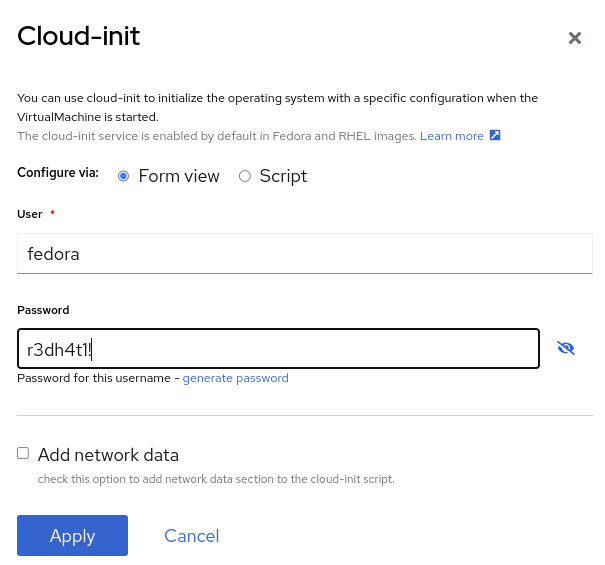 Cloud-init
You can use cloud-init to initialize the operating system with a specific configuration when the
VirtualMachine is started.
The cloud-init service is enabled by default in Fedora and RHEL images. Learn more
Configure via: Form view Script
User *
fedora
Password
r3dh4t1!
Password for this username - generate password
Add network data
check this option to add network data section to the cloud-init script.
Apply Cancel